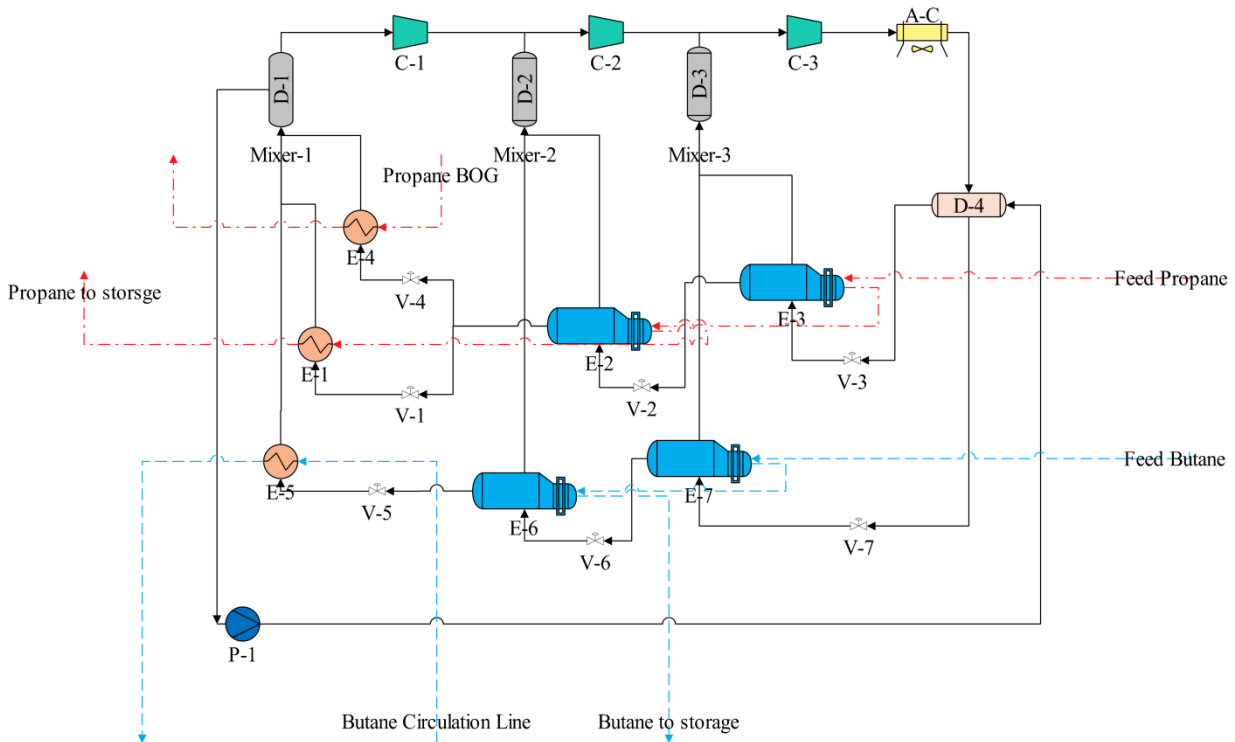 A-C
C-1
C-2
C-3
D-1
D-2
D-3
Mixer-1
Mixer-2
Mixer-3
Propane BOG
D-4
E-4
Feed Propane
Propane to storsge
V-4
E-3
E-2
E-1
V-3
V-2
V-1
Feed Butane
E-5
E-7
V-5
E-6
V-6
V-7
P-1
Butane Circulation Line
Butane to storage